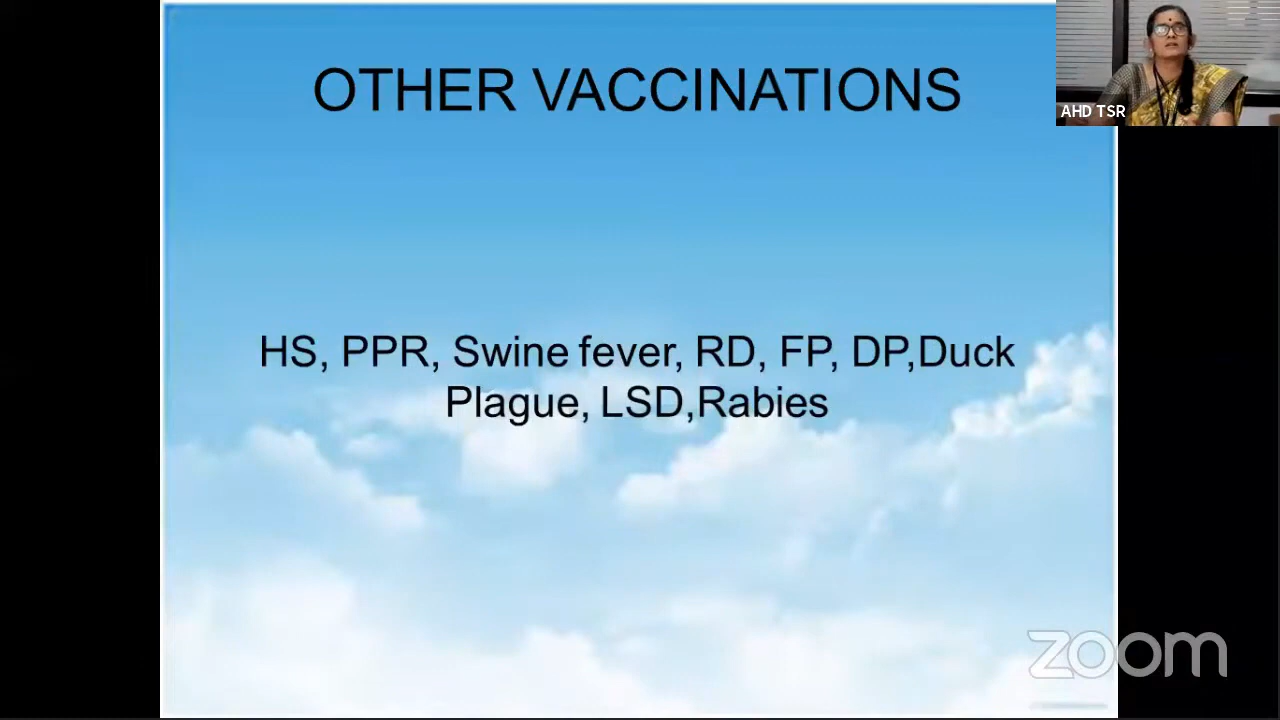 OTHER VACCINATIONS
AHD TSR
HS, PPR, Swine fever, RD, FP, DP,Duck
Plague, LSD,Rabies
zoom